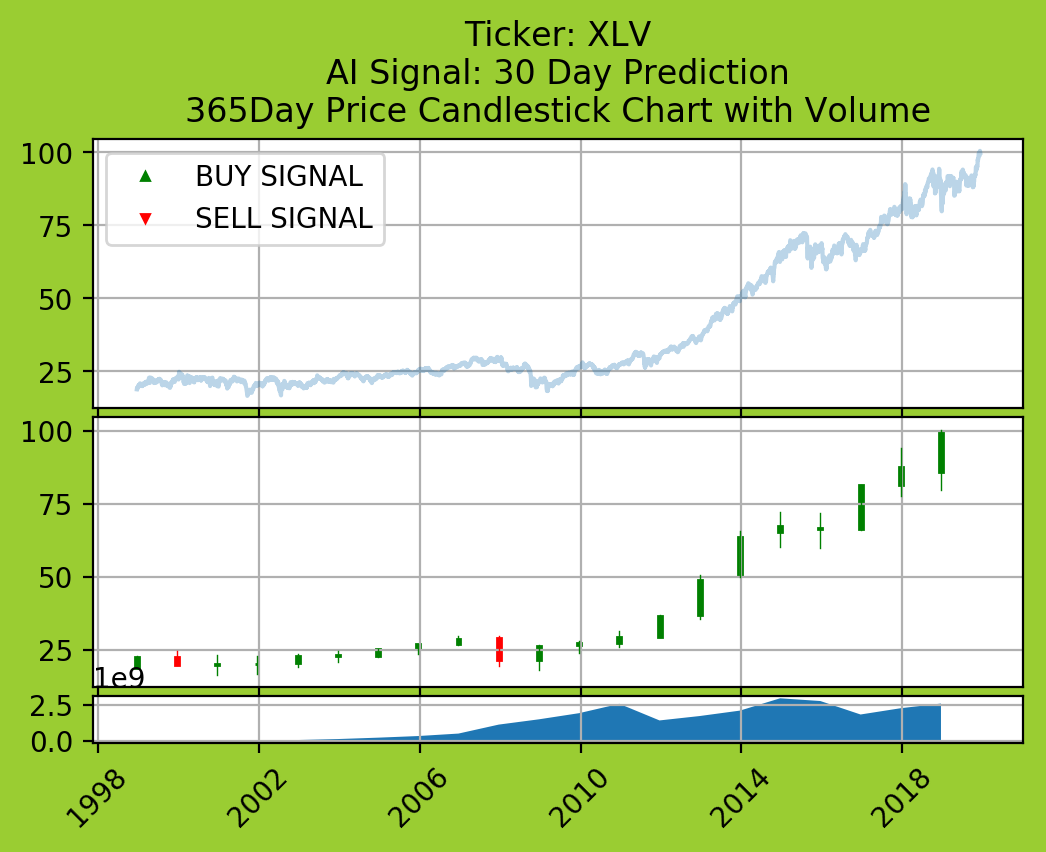 Ticker: XLV
AI Signal: 30 Day Prediction
365Day Price Candlestick Chart with Volume
100
75
50
25
BUY SIGNAL
SELL SIGNAL
100
75
50
25
1e9
2.5
0.0
1998
2002
2006
2010
2014
2018